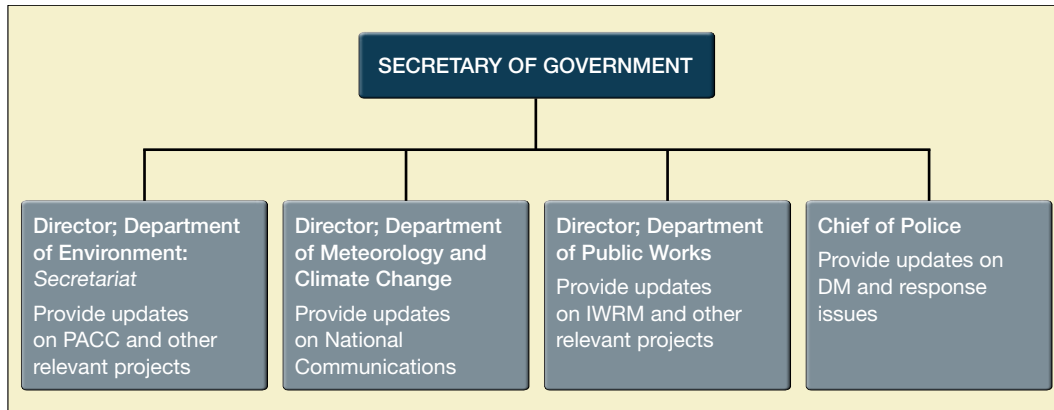 SECRETARY OF GOVERNMENT
Director; Department
of Environment:
Secretariat
Provide updates
on PACC and other
relevant projects
Director; Department
of Meteorology and
Climate Change
Provide updates
on National
Communications
Director; Department
of Public Works
Provide updates
on IWRM and other
relevant projects
Chief of Police
Provide updates on
DM and response
issues